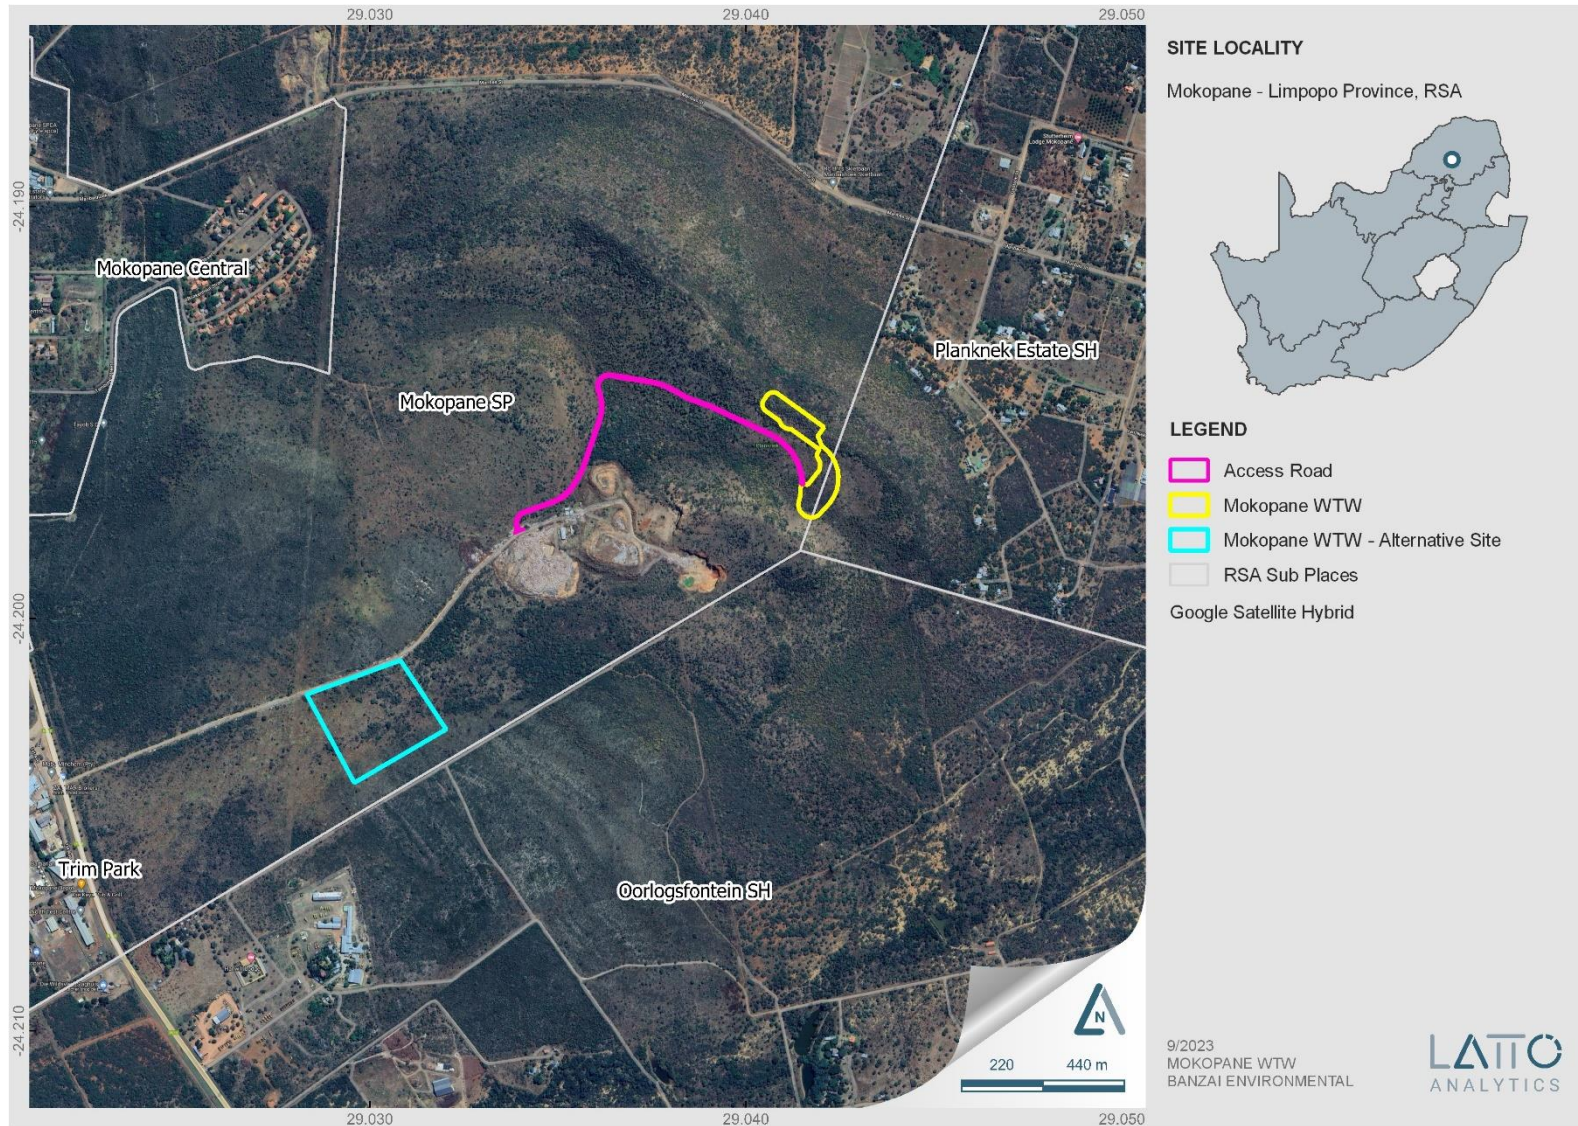 29.030
29.040
29.050
SITE LOCALITY
Mokopane - Limpopo Province, RSA
-24.190
Stutterheim
Lodge Mokopane
Mokopane Central
Planknek Estate SH
Mokopane SP
LEGEND
Access Road
Mokopane WTW
Mokopane WTW - Alternative Site
RSA Sub Places
Google Satellite Hybrid
-24.200
Trim Park
Oorlogsfontein SH
-24.210
N
220
440 m
9/2023
MOKOPANE WTW
BANZAI ENVIRONMENTAL
LATTO
ANALYTICS
29.030
29.040
29.050